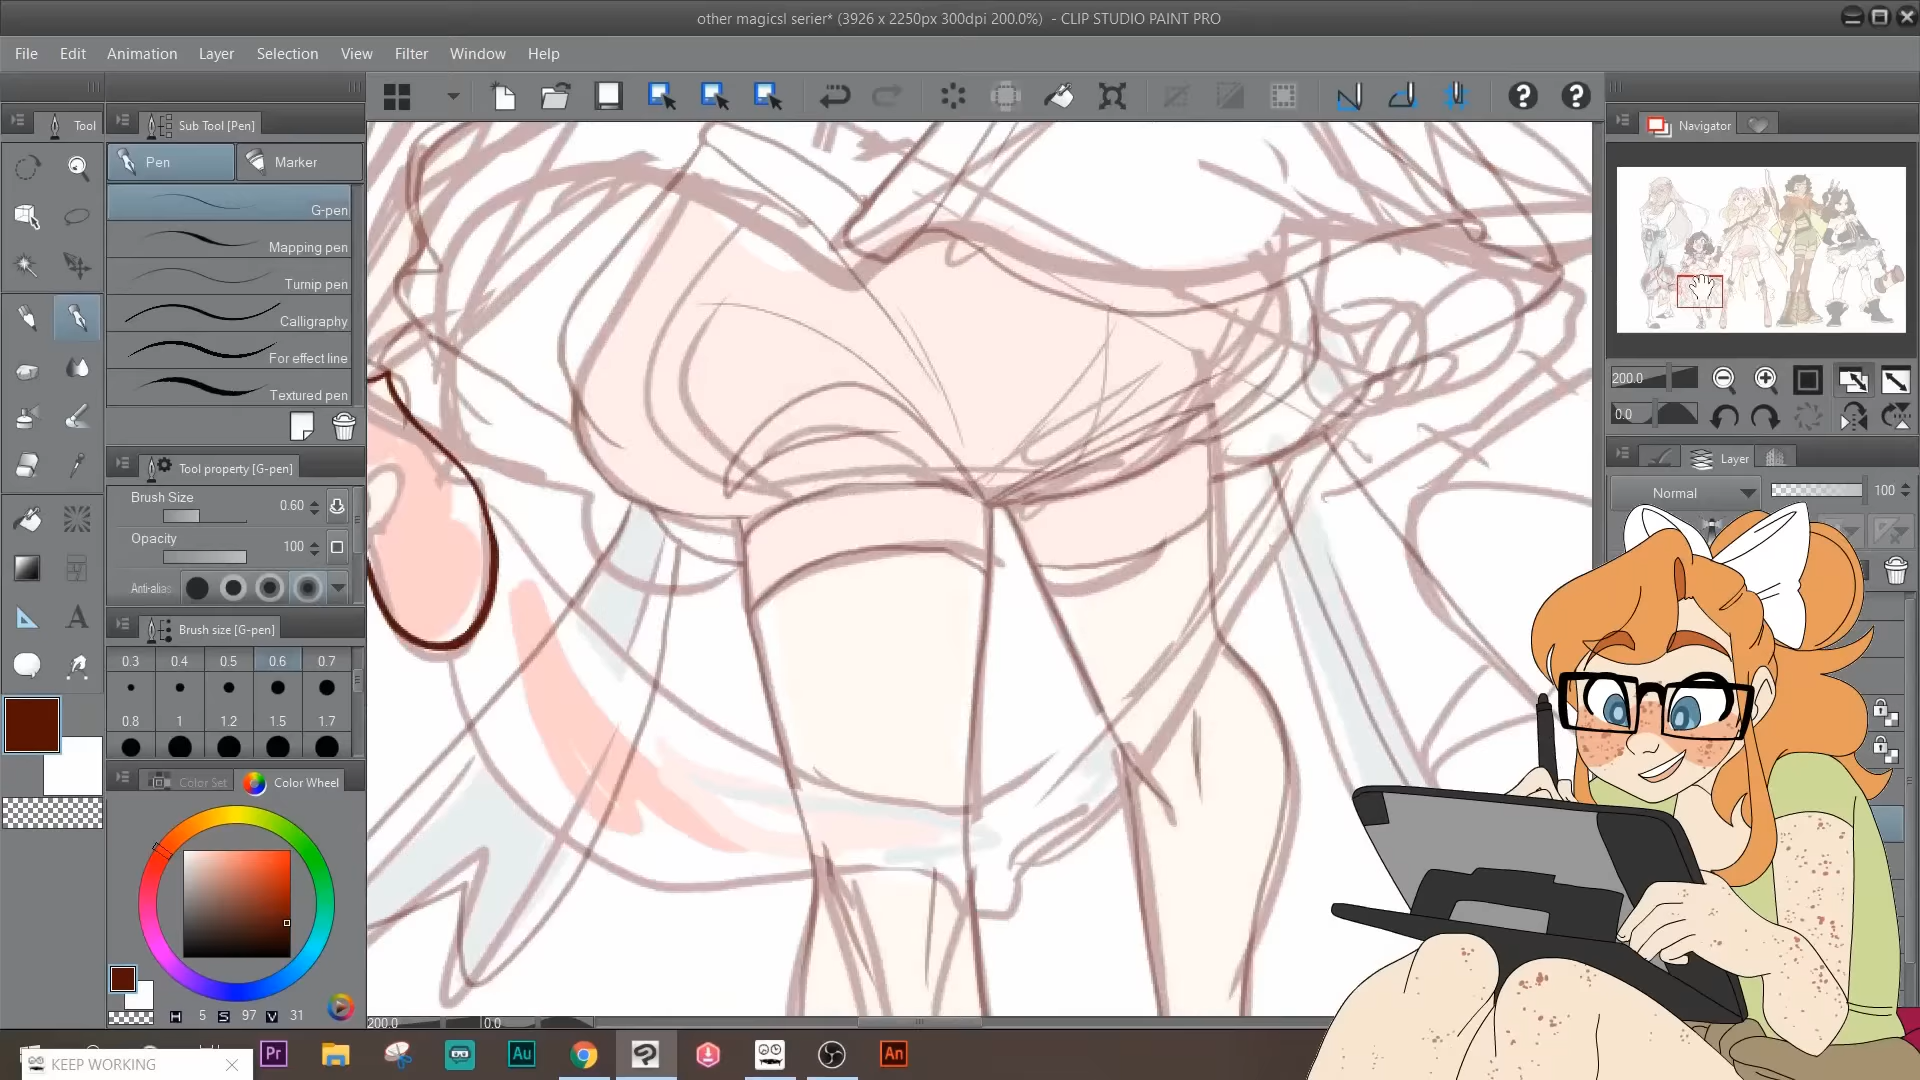 other magicsl serier* (3926 x 2250px 300dpi 200.0%) - CLIP STUDIO PAINT PRO
File Edit Animation Layer Selection View Filter Window Help
Tool
Sub Tool [Pen]
Navigator
Pen
Marker
G-pen
Mapping pen
Turnip pen
Calligraphy
For effect line
Textured pen
200.0
0.0
Tool property [G-pen]
Layer
Brush Size 0.60
Normal 100
Opacity 100
Anti-alias
Brush size [G-pen]
0.3 0.4 0.5 0.6 0.7
0.8 1 1.2 1.5 1.7
Color Set
Color Wheel
H 5 S 97 V 31
200.0 0.0
KEEP WORKING
Pr
Au
An